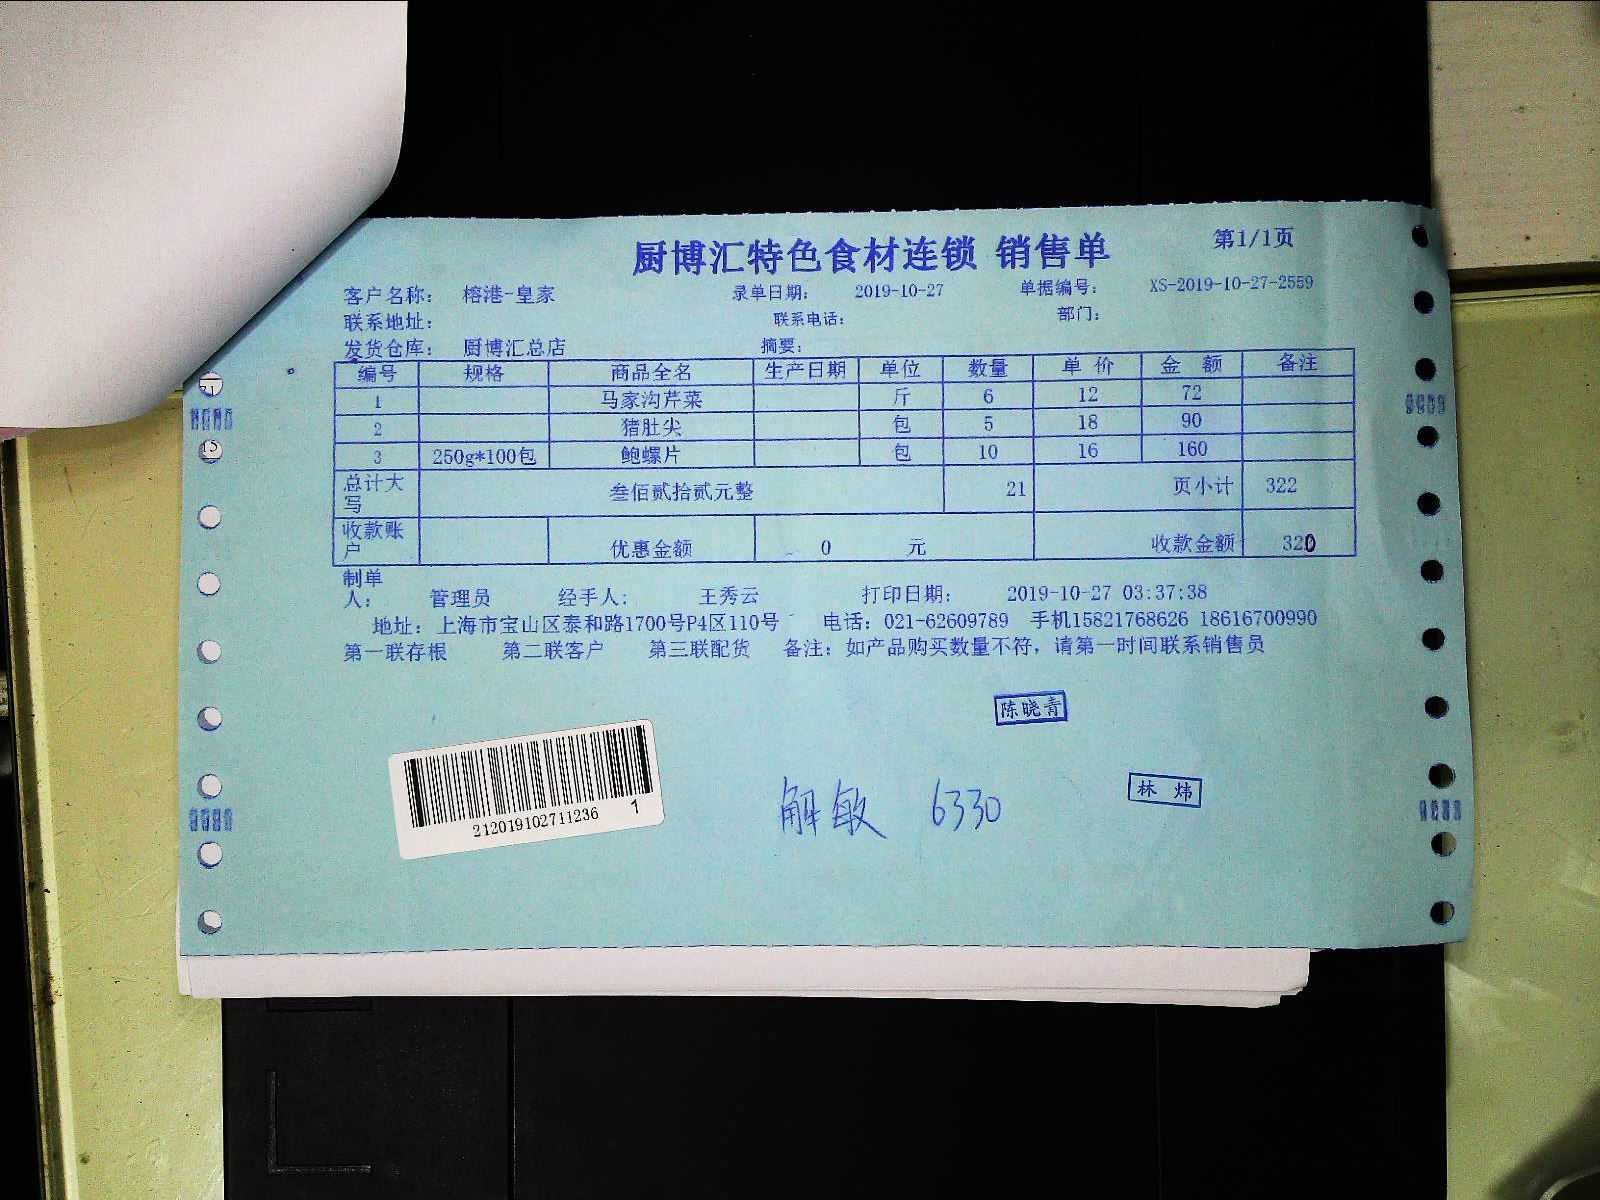 厨博汇特色食材连锁 销售单 第1/1页
客户名称： 榕港-皇家 录单日期： 2019-10-27 单据编号： XS-2019-10-27-2559
联系地址： 联系电话： 部门：
发货仓库： 厨博汇总店 摘要：
编号 规格 商品全名 生产日期 单位 数量 单 价 金 额 备注
1 马家沟芹菜 斤 6 12 72
2 猪肚尖 包 5 18 90
3 250g*100包 鲍螺片 包 10 16 160
总计大写 叁佰贰拾贰元整 21 页小计 322
收款账户 优惠金额 0 元 收款金额 320
制单人： 管理员 经手人： 王秀云 打印日期： 2019-10-27 03:37:38
地址：上海市宝山区泰和路1700号P4区110号 电话：021-62609789 手机15821768626 18616700990
第一联存根 第二联客户 第三联配货 备注：如产品购买数量不符，请第一时间联系销售员
陈晓青
林 炜
解敏 6330
212019102711236 1